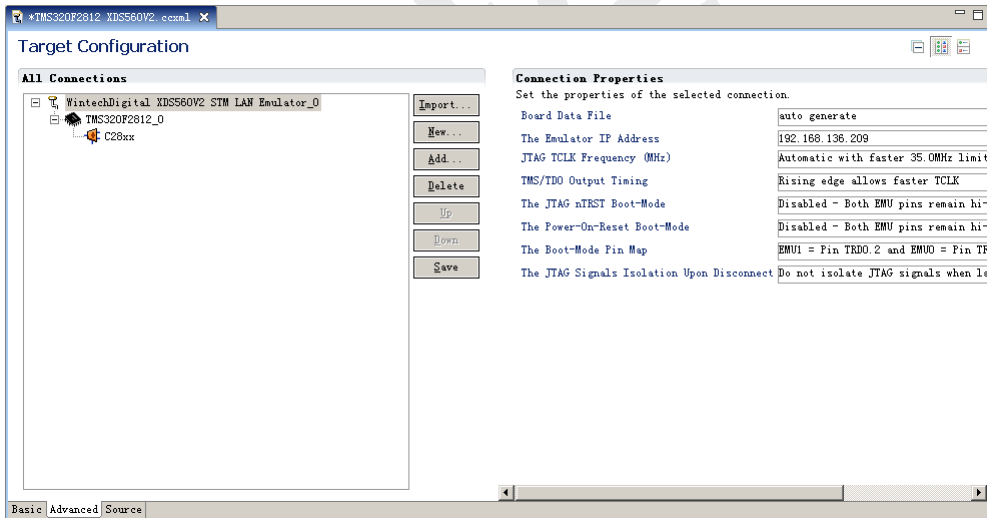 *TMS320F2812 XDS560V2.ccxml
Target Configuration
All Connections
WintechDigital XDS560V2 STM LAN Emulator_0
TMS320F2812_0
C28xx
Import...
New...
Add...
Delete
Up
Down
Save
Connection Properties
Set the properties of the selected connection.
Board Data File auto generate
The Emulator IP Address 192.168.136.209
JTAG TCLK Frequency (MHz) Automatic with faster 35.0MHz limit
TMS/TDO Output Timing Rising edge allows faster TCLK
The JTAG nTRST Boot-Mode Disabled - Both EMU pins remain hi-
The Power-On-Reset Boot-Mode Disabled - Both EMU pins remain hi-
The Boot-Mode Pin Map EMU1 = Pin TRD0.2 and EMU0 = Pin TR
The JTAG Signals Isolation Upon Disconnect Do not isolate JTAG signals when le
Basic Advanced Source